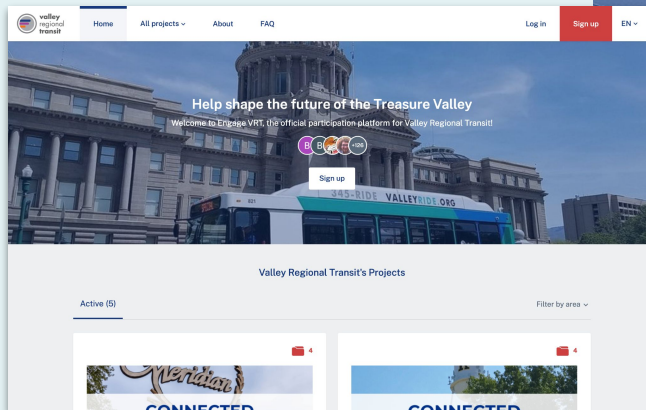 valley
regional
transit
Home
All projects
About
FAQ
Log in
Sign up
EN
Help shape the future of the Treasure Valley
Welcome to Engage VRT, the official participation platform for Valley Regional Transit!
B
B
+126
Sign up
821
345-RIDE VALLEYRIDE.ORG
Valley Regional Transit's Projects
Active (5)
Filter by area
4
4
Meridian
CONNECTED
CONNECTED